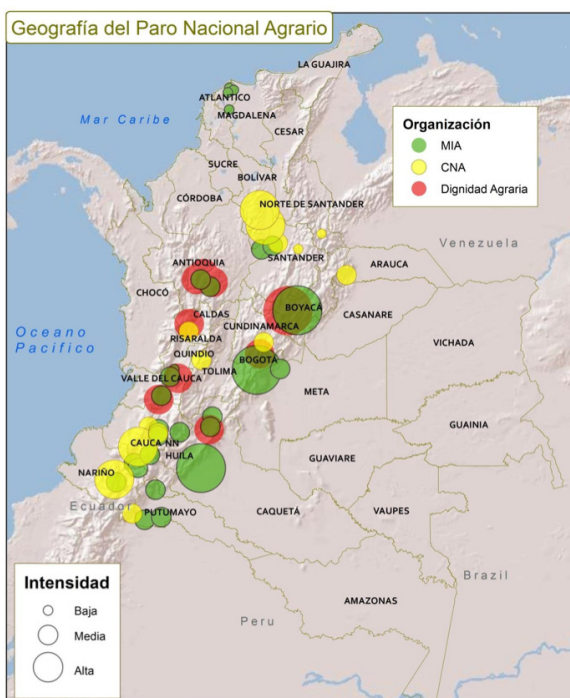 Geografía del Paro Nacional Agrario
LA GUAJIRA
ATLANTICO
Mar Caribe
MAGDALENA
CESAR
Organización
MIA
CNA
Dignidad Agraria
SUCRE
BOLÍVAR
CÓRDOBA
NORTE DE SANTANDER
Venezuela
SANTANDER
ANTIOQUIA
ARAUCA
CHOCÓ
BOYACÁ
CALDAS
CASANARE
CUNDINAMARCA
Oceano
Pacífico
RISARALDA
VICHADA
QUINDIO
BOGOTÁ
TOLIMA
VALLE DEL CAUCA
META
GUAINIA
CAUCA NN
HUILA
GUAVIARE
NARIÑO
Ecuador
PUTUMAYO
CAQUETÁ
VAUPES
Intensidad
Baja
Media
Alta
Brazil
AMAZONAS
Peru